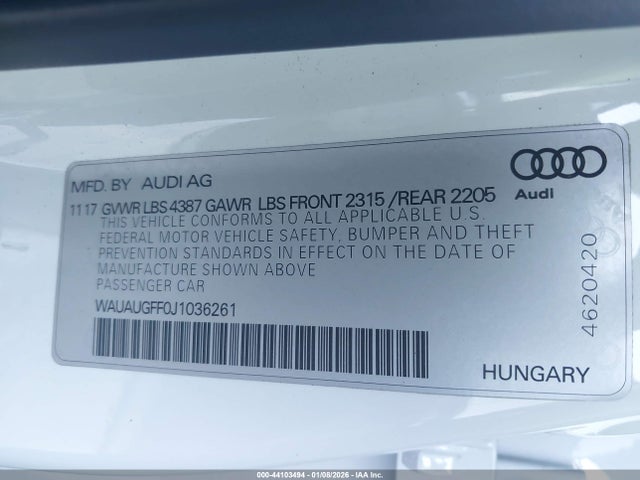 MFD. BY AUDI AG
Audi
11 17 GVWR LBS 4387 GAWR LBS FRONT 2315 /REAR 2205
THIS VEHICLE CONFORMS TO ALL APPLICABLE U.S.
FEDERAL MOTOR VEHICLE SAFETY, BUMPER AND THEFT
PREVENTION STANDARDS IN EFFECT ON THE DATE OF
MANUFACTURE SHOWN ABOVE
PASSENGER CAR
WAUAUGFF0J1036261
4620420
HUNGARY
000-44103494 - 01/08/2026 - IAA Inc.